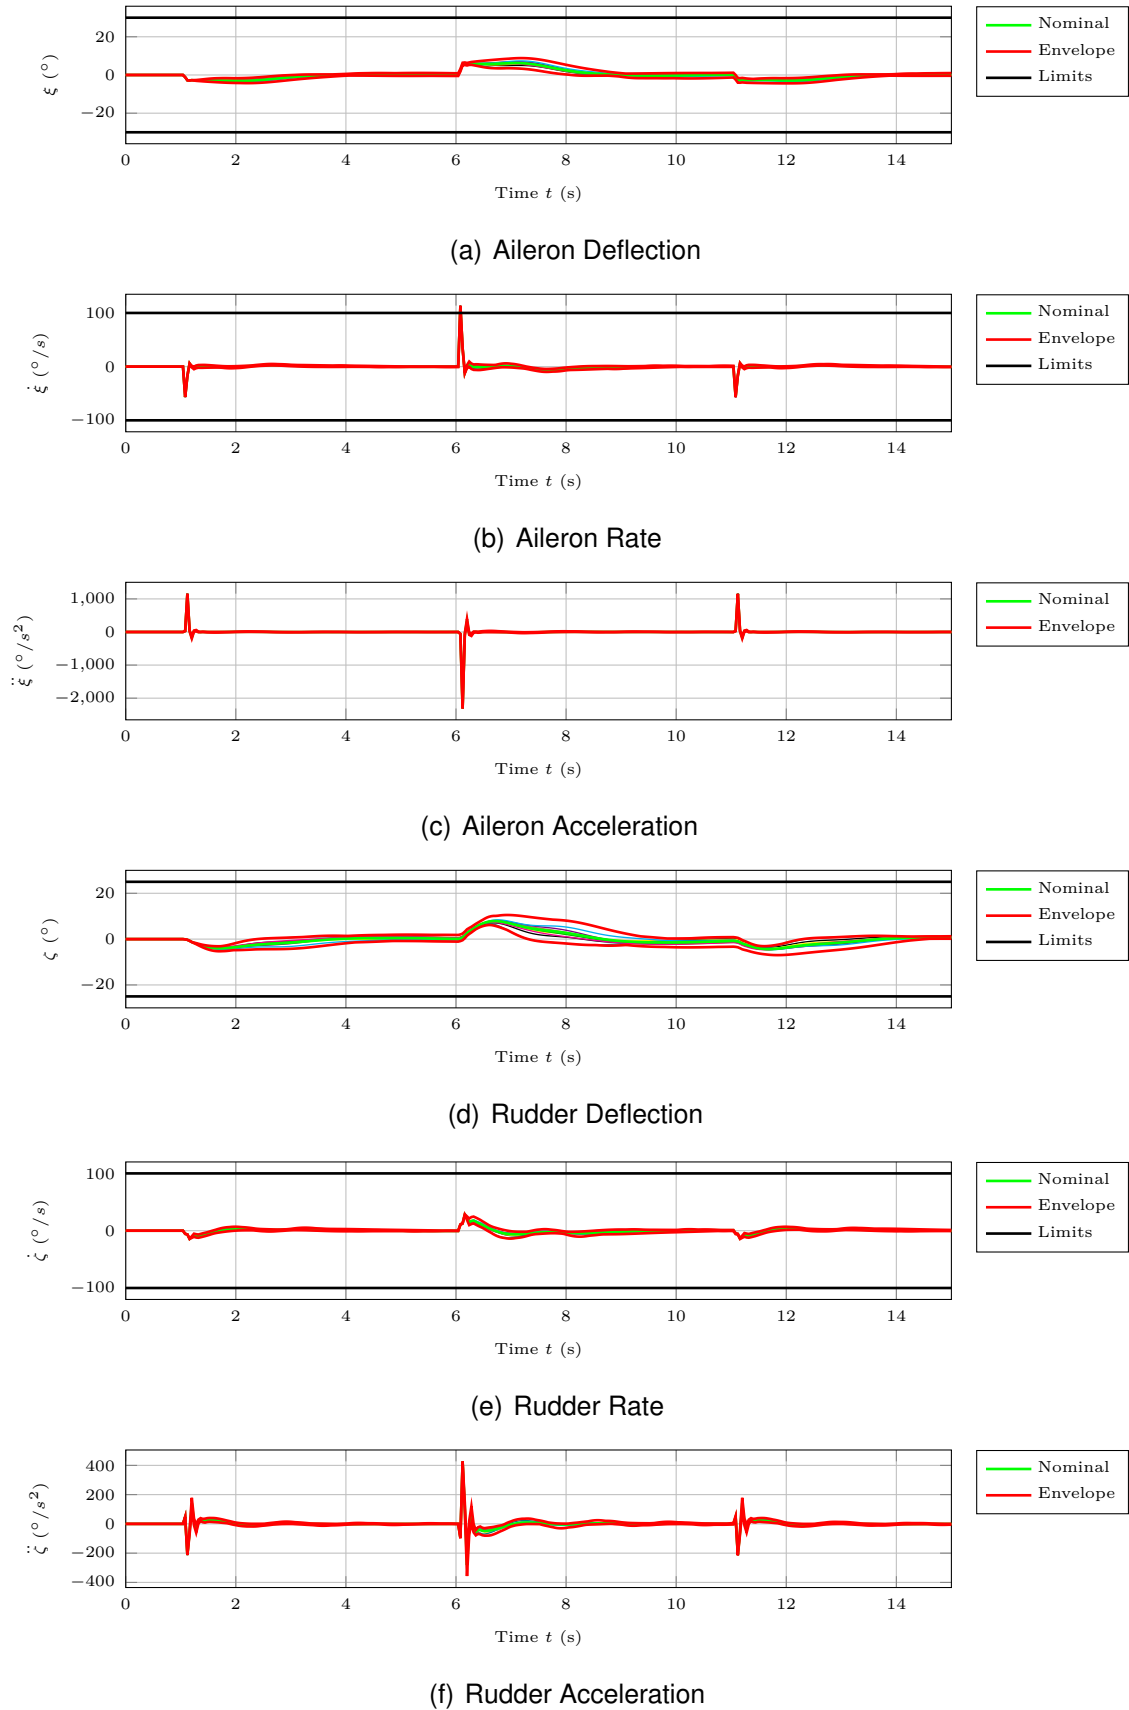 20
0
−20
ξ (°)
0 2 4 6 8 10 12 14
Time t (s)
Nominal
Envelope
Limits
(a) Aileron Deflection
100
0
−100
ξ̇ (°/s)
0 2 4 6 8 10 12 14
Time t (s)
Nominal
Envelope
Limits
(b) Aileron Rate
1,000
0
−1,000
−2,000
ξ̈ (°/s²)
0 2 4 6 8 10 12 14
Time t (s)
Nominal
Envelope
(c) Aileron Acceleration
20
0
−20
ζ (°)
0 2 4 6 8 10 12 14
Time t (s)
Nominal
Envelope
Limits
(d) Rudder Deflection
100
0
−100
ζ̇ (°/s)
0 2 4 6 8 10 12 14
Time t (s)
Nominal
Envelope
Limits
(e) Rudder Rate
400
200
0
−200
−400
ζ̈ (°/s²)
0 2 4 6 8 10 12 14
Time t (s)
Nominal
Envelope
(f) Rudder Acceleration